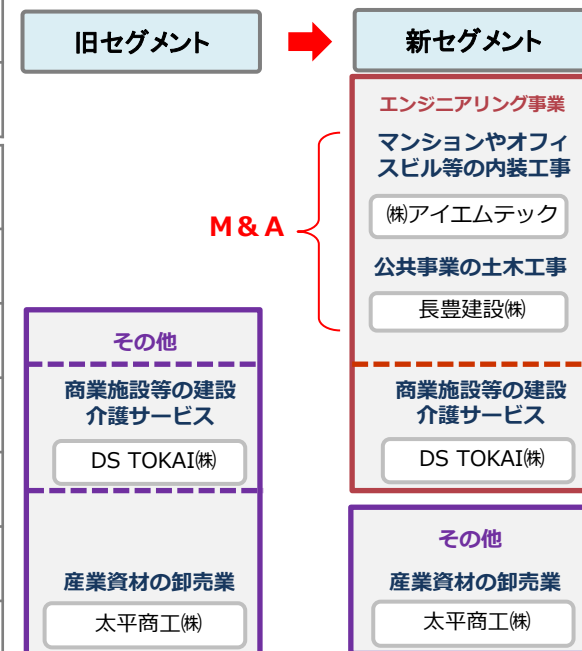 旧セグメント
新セグメント
エンジニアリング事業
マンションやオフィ
スビル等の内装工事
㈱アイエムテック
M&A
公共事業の土木工事
長豊建設㈱
その他
商業施設等の建設
介護サービス
DS TOKAI㈱
産業資材の卸売業
太平商工㈱
商業施設等の建設
介護サービス
DS TOKAI㈱
その他
産業資材の卸売業
太平商工㈱